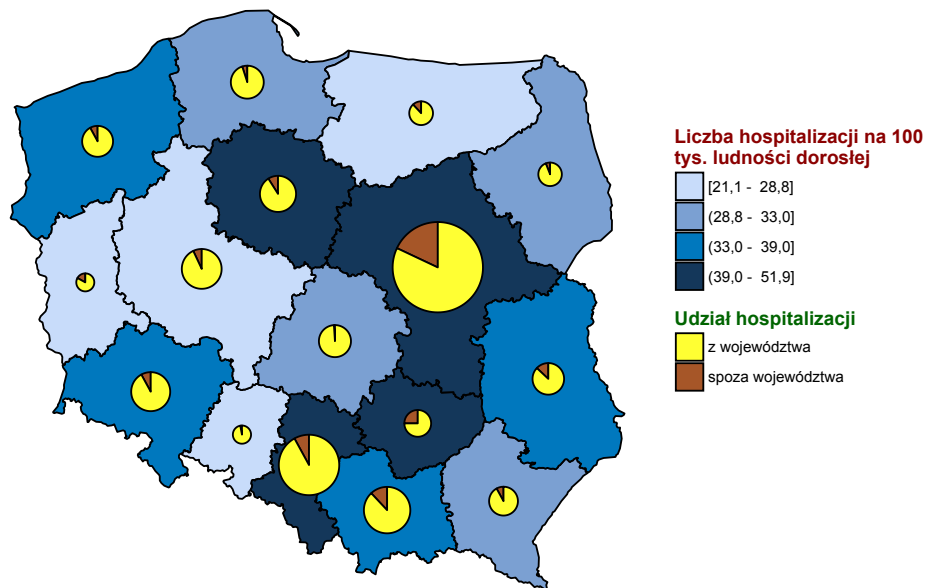 Liczba hospitalizacji na 100
tys. ludności dorosłej
[21,1 - 28,8]
(28,8 - 33,0]
(33,0 - 39,0]
(39,0 - 51,9]
Udział hospitalizacji
z województwa
spoza województwa